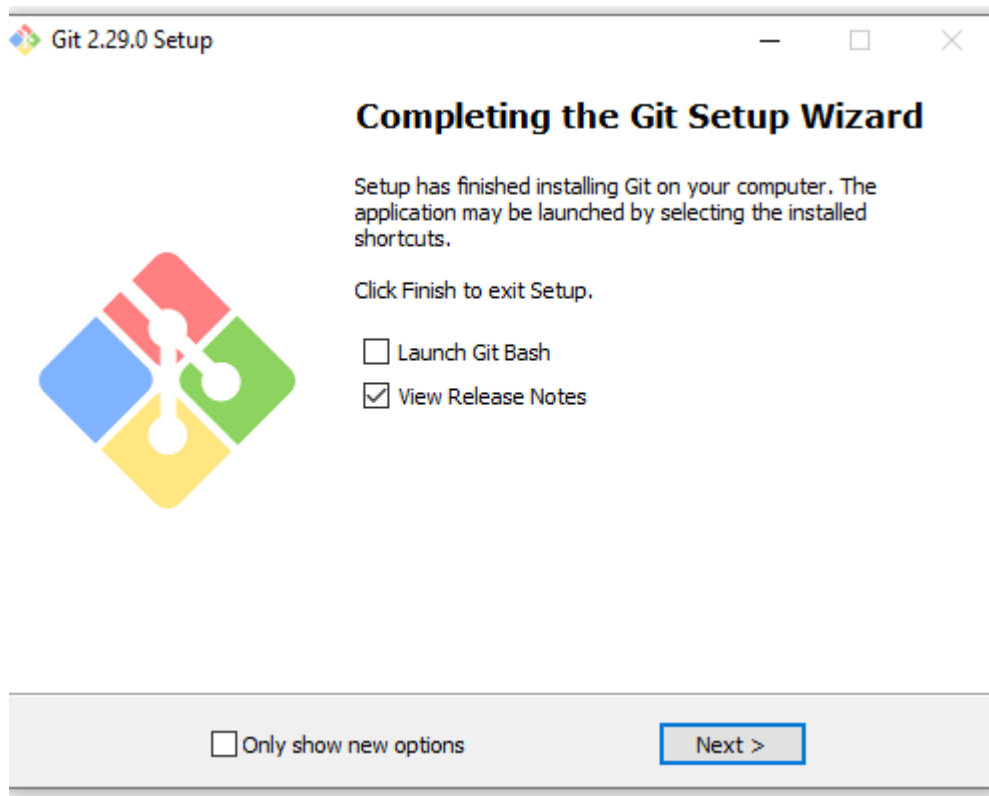 Git 2.29.0 Setup
Completing the Git Setup Wizard
Setup has finished installing Git on your computer. The
application may be launched by selecting the installed
shortcuts.
Click Finish to exit Setup.
Launch Git Bash
View Release Notes
Only show new options
Next >